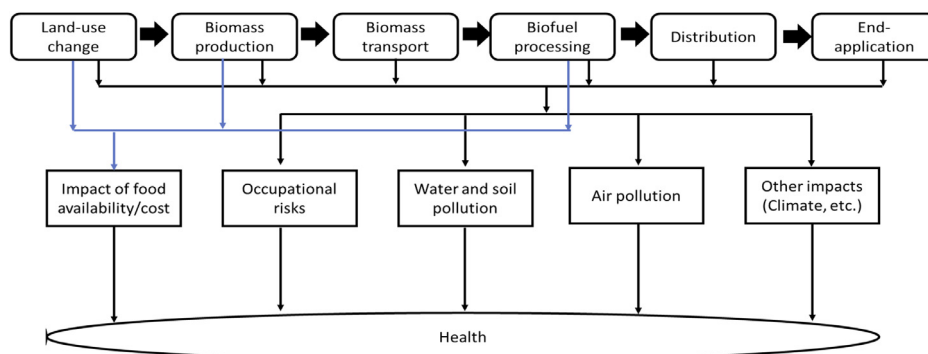 Land-use
change
Biomass
production
Biomass
transport
Biofuel
processing
Distribution
End-
application
Impact of food
availability/cost
Occupational
risks
Water and soil
pollution
Air pollution
Other impacts
(Climate, etc.)
Health